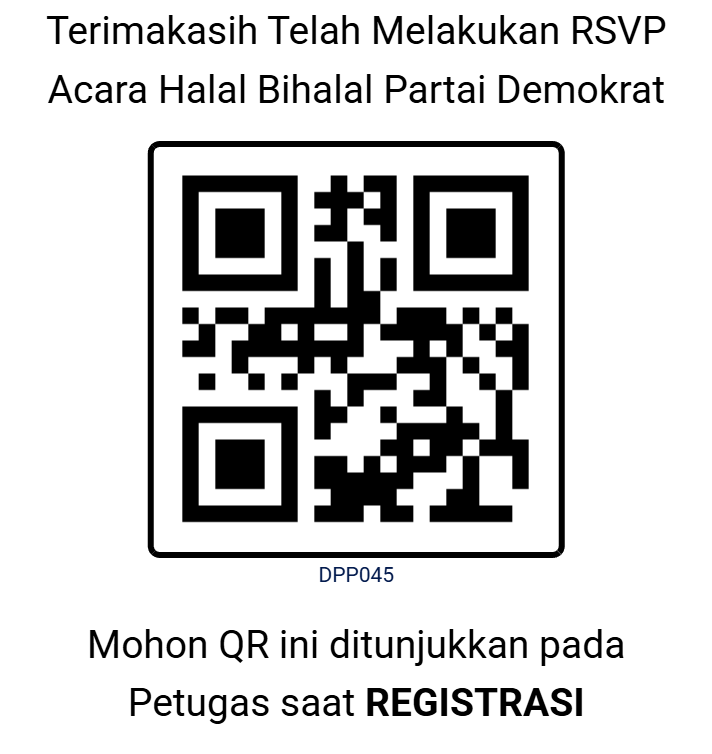 Terimakasih Telah Melakukan RSVP
Acara Halal Bihalal Partai Demokrat
DPP045
Mohon QR ini ditunjukkan pada
Petugas saat REGISTRASI